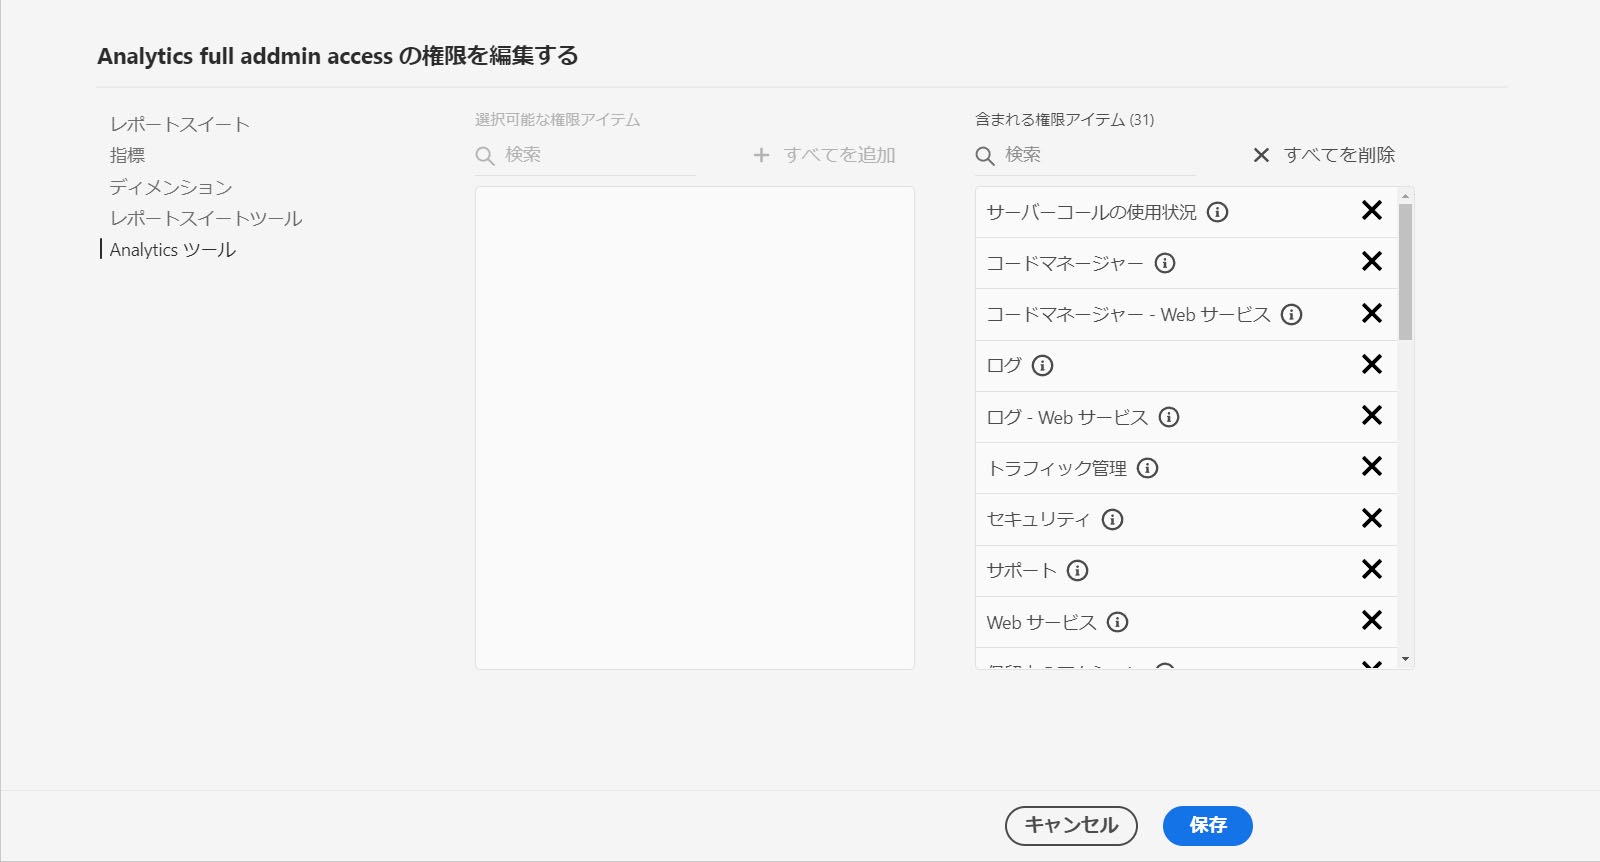 Analytics full addmin access の権限を編集する
レポートスイート
指標
ディメンション
レポートスイートツール
Analytics ツール
選択可能な権限アイテム
検索
すべてを追加
含まれる権限アイテム (31)
検索
すべてを削除
サーバーコールの使用状況
コードマネージャー
コードマネージャー - Web サービス
ログ
ログ - Web サービス
トラフィック管理
セキュリティ
サポート
Web サービス
キャンセル
保存